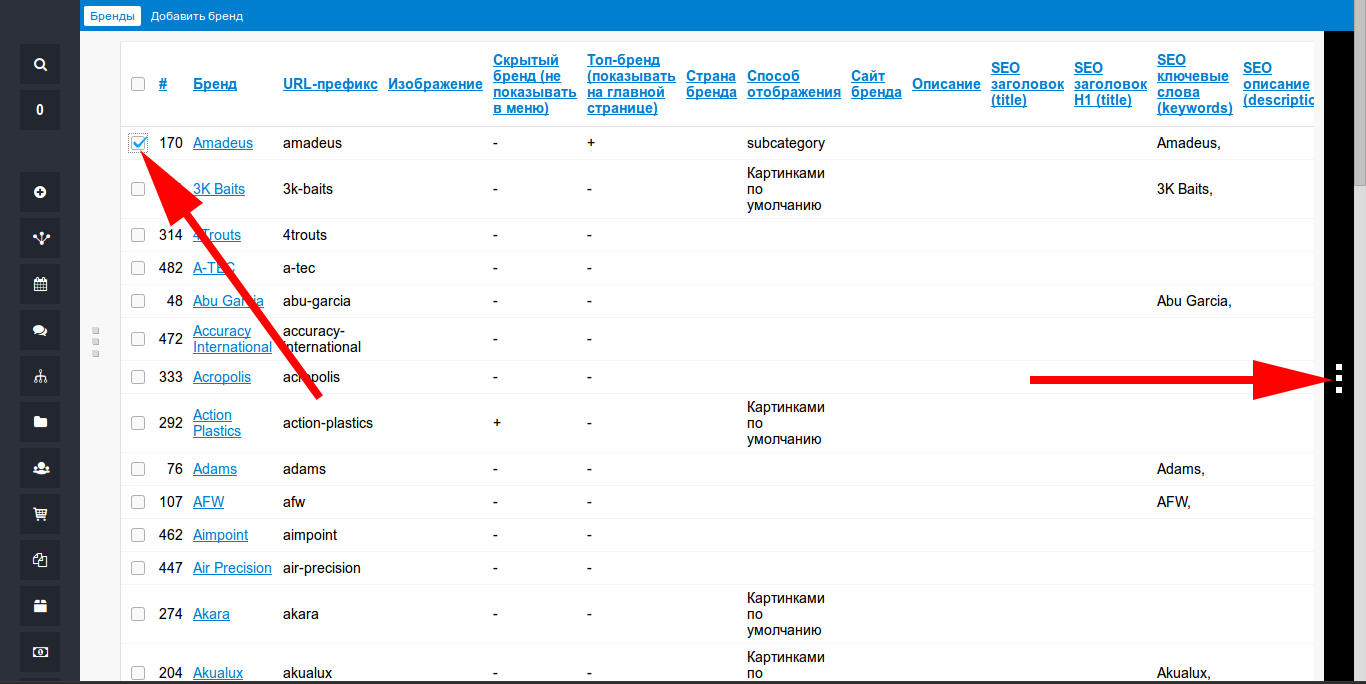 Бренды Добавить бренд
0
# Бренд URL-префикс Изображение Скрытый бренд (не показывать в меню) Топ-бренд (показывать на главной странице) Страна бренда Способ отображения Сайт бренда Описание SEO заголовок (title) SEO заголовок H1 (title) SEO ключевые слова (keywords) SEO описание (descriptio
170 Amadeus amadeus - + subcategory Amadeus,
3K Baits 3k-baits - - Картинками по умолчанию 3K Baits,
314 4Trouts 4trouts - -
482 A-TEC a-tec - -
48 Abu Garcia abu-garcia - - Abu Garcia,
472 Accuracy International accuracy-international - -
333 Acropolis acropolis - -
292 Action Plastics action-plastics + - Картинками по умолчанию
76 Adams adams - - Adams,
107 AFW afw - - AFW,
462 Aimpoint aimpoint - -
447 Air Precision air-precision - -
274 Akara akara - - Картинками по умолчанию
204 Akualux akualux - - Картинками по Akualux,